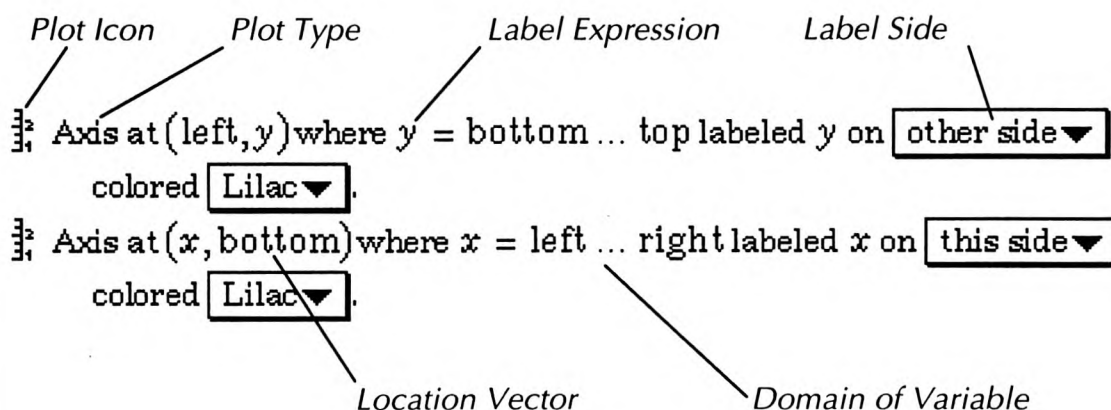 Plot Icon Plot Type Label Expression Label Side
Axis at (left, y) where y = bottom ... top labeled y on other side
colored Lilac .
Axis at (x, bottom) where x = left ... right labeled x on this side
colored Lilac .
Location Vector Domain of Variable